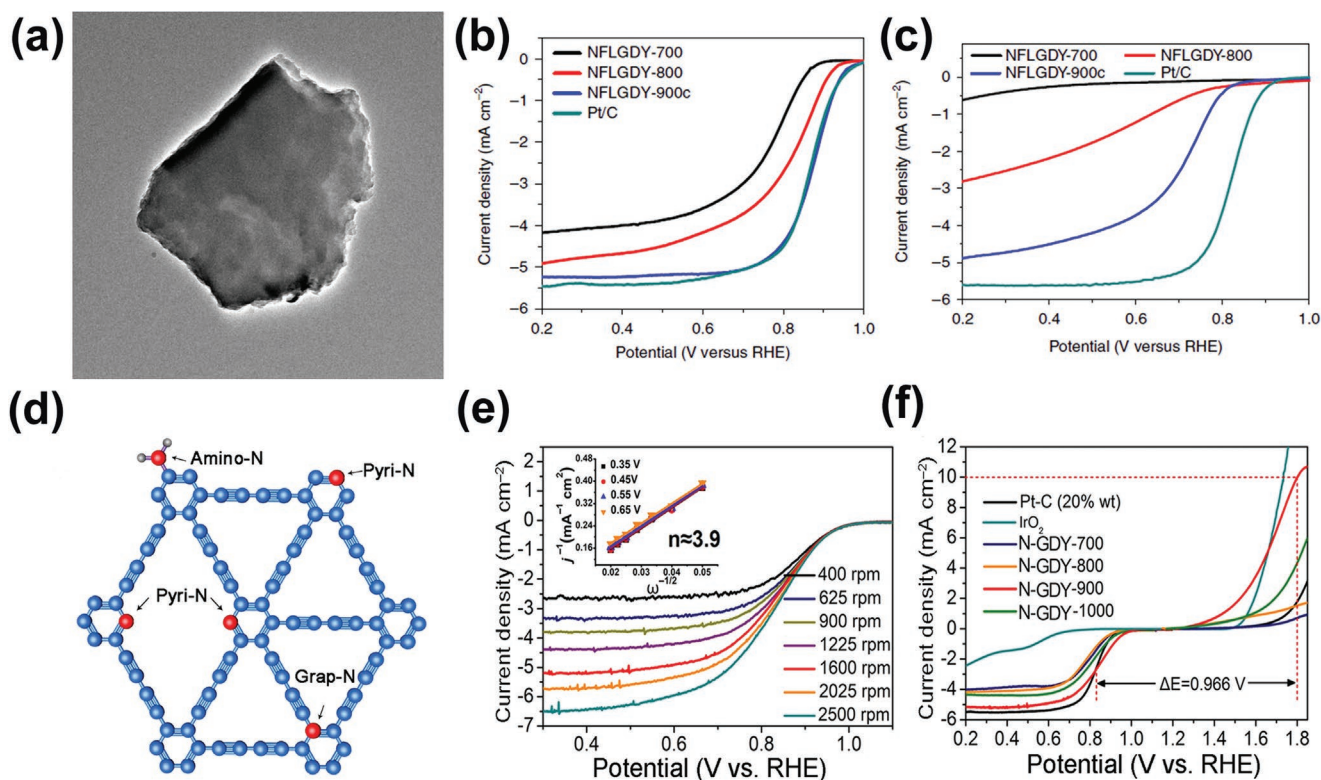 (a)
(b)
NFLGDY-700
NFLGDY-800
NFLGDY-900c
Pt/C
Current density (mA cm⁻²)
0
−1
−2
−3
−4
−5
−6
0.2 0.4 0.6 0.8 1.0
Potential (V versus RHE)
(c)
NFLGDY-700 NFLGDY-800
NFLGDY-900c Pt/C
Current density (mA cm⁻²)
0
−1
−2
−3
−4
−5
−6
0.2 0.4 0.6 0.8 1.0
Potential (V versus RHE)
(d)
Amino-N
Pyri-N
Pyri-N
Grap-N
(e)
Current density (mA cm⁻²)
2
1
0
-1
-2
-3
-4
-5
-6
-7
j⁻¹(mA⁻¹ cm²)
0.48
0.40
0.32
0.24
0.16
0.35 V
0.45V
0.55 V
0.65 V
n≈3.9
0.02 0.03 0.04 0.05
ω⁻¹/²
400 rpm
625 rpm
900 rpm
1225 rpm
1600 rpm
2025 rpm
2500 rpm
0.4 0.6 0.8 1.0
Potential (V vs. RHE)
(f)
Current density (mA cm⁻²)
12
10
8
6
4
2
0
-2
-4
-6
Pt-C (20% wt)
IrO₂
N-GDY-700
N-GDY-800
N-GDY-900
N-GDY-1000
ΔE=0.966 V
0.2 0.4 0.6 0.8 1.0 1.2 1.4 1.6 1.8
Potential (V vs. RHE)